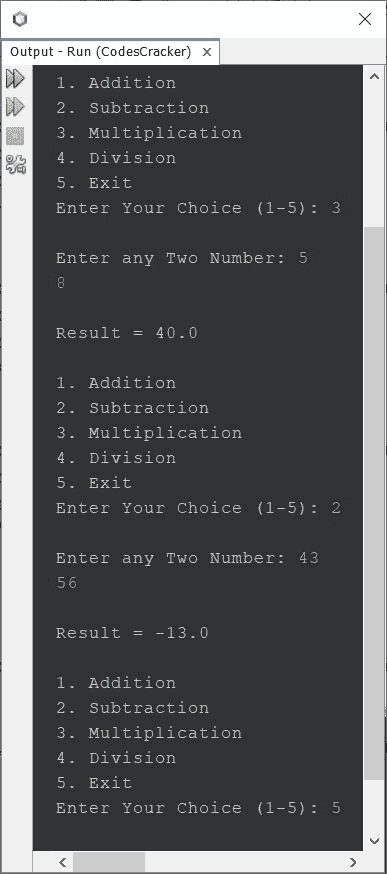 Output - Run (CodesCracker) ×
1. Addition
2. Subtraction
3. Multiplication
4. Division
5. Exit
Enter Your Choice (1-5): 3
Enter any Two Number: 5
8
Result = 40.0
1. Addition
2. Subtraction
3. Multiplication
4. Division
5. Exit
Enter Your Choice (1-5): 2
Enter any Two Number: 43
56
Result = -13.0
1. Addition
2. Subtraction
3. Multiplication
4. Division
5. Exit
Enter Your Choice (1-5): 5